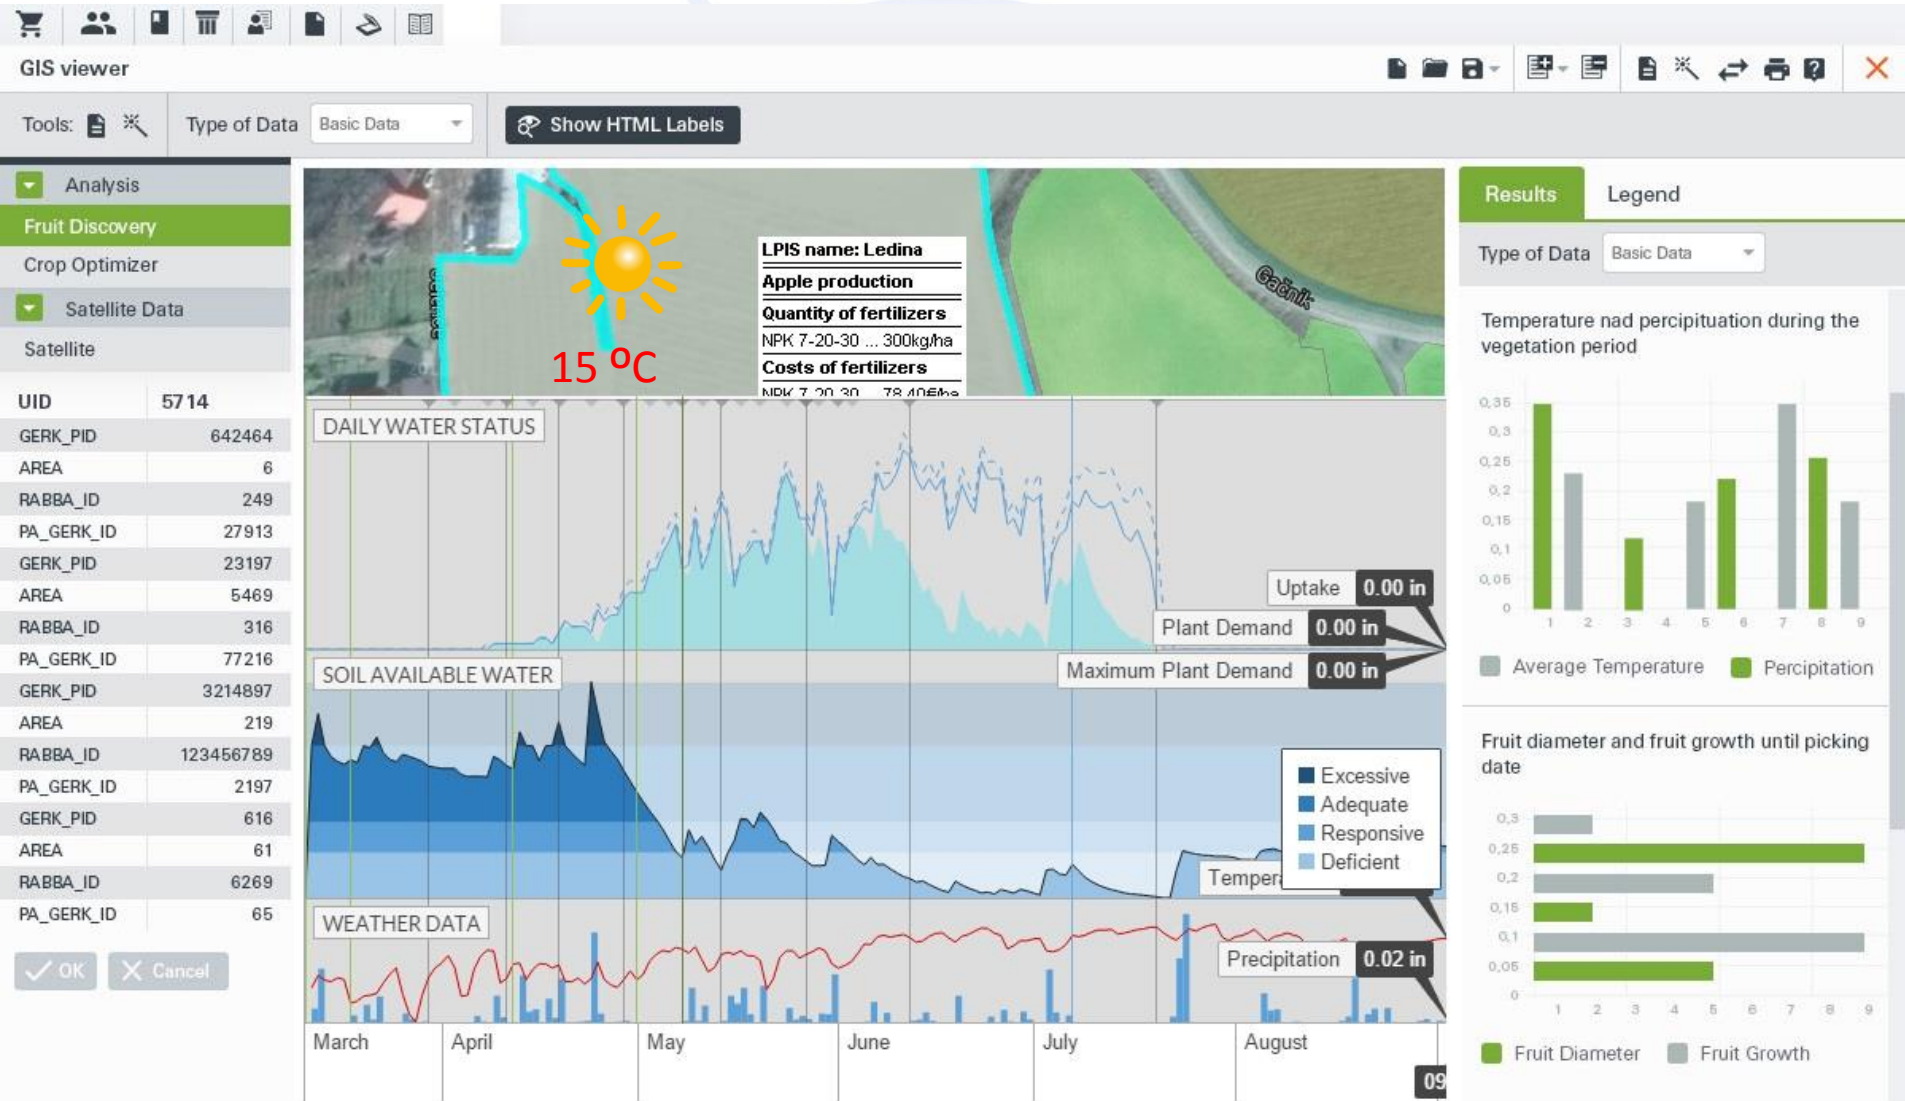 GIS viewer
Tools:
Type of Data
Basic Data
Show HTML Labels
Analysis
Fruit Discovery
Crop Optimizer
Satellite Data
Satellite
UID 5714
GERK_PID 642464
AREA 6
RABBA_ID 249
PA_GERK_ID 27913
GERK_PID 23197
AREA 5469
RABBA_ID 316
PA_GERK_ID 77216
GERK_PID 3214897
AREA 219
RABBA_ID 123456789
PA_GERK_ID 2197
GERK_PID 616
AREA 61
RABBA_ID 6269
PA_GERK_ID 65
OK
Cancel
15 ºC
LPIS name: Ledina
Apple production
Quantity of fertilizers
NPK 7-20-30 ... 300kg/ha
Costs of fertilizers
NPK 7-20-30 ... 78,40€/ha
Gačnik
DAILY WATER STATUS
Uptake 0.00 in
Plant Demand 0.00 in
Maximum Plant Demand 0.00 in
SOIL AVAILABLE WATER
Excessive
Adequate
Responsive
Deficient
Tempera
WEATHER DATA
Precipitation 0.02 in
March April May June July August
09
Results
Legend
Type of Data
Basic Data
Temperature nad percipituation during the
vegetation period
0,35
0,3
0,25
0,2
0,15
0,1
0,05
0
1 2 3 4 5 6 7 8 9
Average Temperature Percipitation
Fruit diameter and fruit growth until picking
date
0,3
0,25
0,2
0,15
0,1
0,05
0
1 2 3 4 5 6 7 8 9
Fruit Diameter Fruit Growth